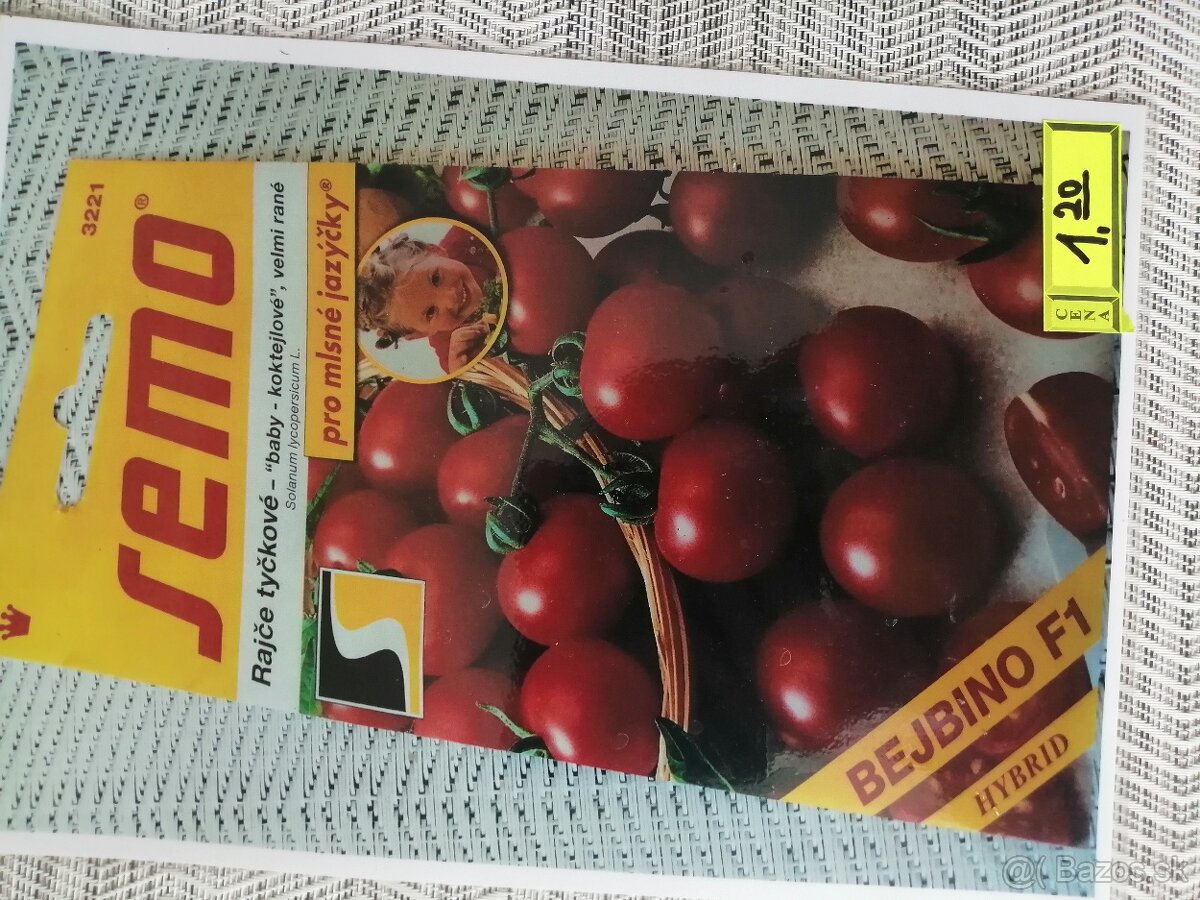 3221
semo®
Rajče tyčkové – "baby - koktejlové", velmi rané
Solanum lycopersicum L.
pro mlsné jazýčky®
BEJBINO F1
HYBRID
CENA
1.20
@( Bazos.sk